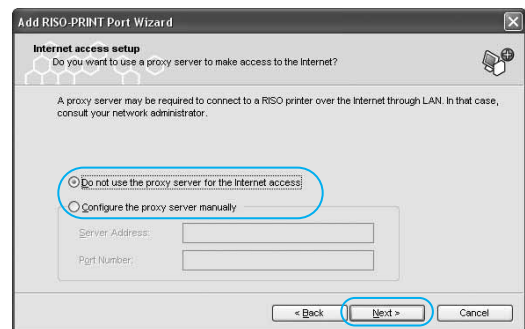 Add RISO-PRINT Port Wizard
Internet access setup
Do you want to use a proxy server to make access to the Internet?
A proxy server may be required to connect to a RISO printer over the Internet through LAN. In that case,
consult your network administrator.
Do not use the proxy server for the Internet access
Configure the proxy server manually
Server Address:
Port Number:
< Back
Next >
Cancel